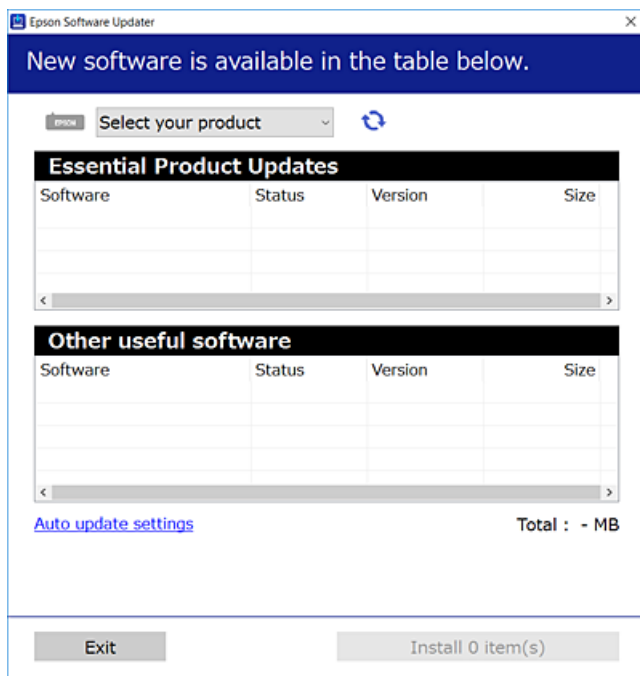 Epson Software Updater
New software is available in the table below.
EPSON Select your product
Essential Product Updates
Software Status Version Size
Other useful software
Software Status Version Size
Auto update settings Total : - MB
Exit Install 0 item(s)